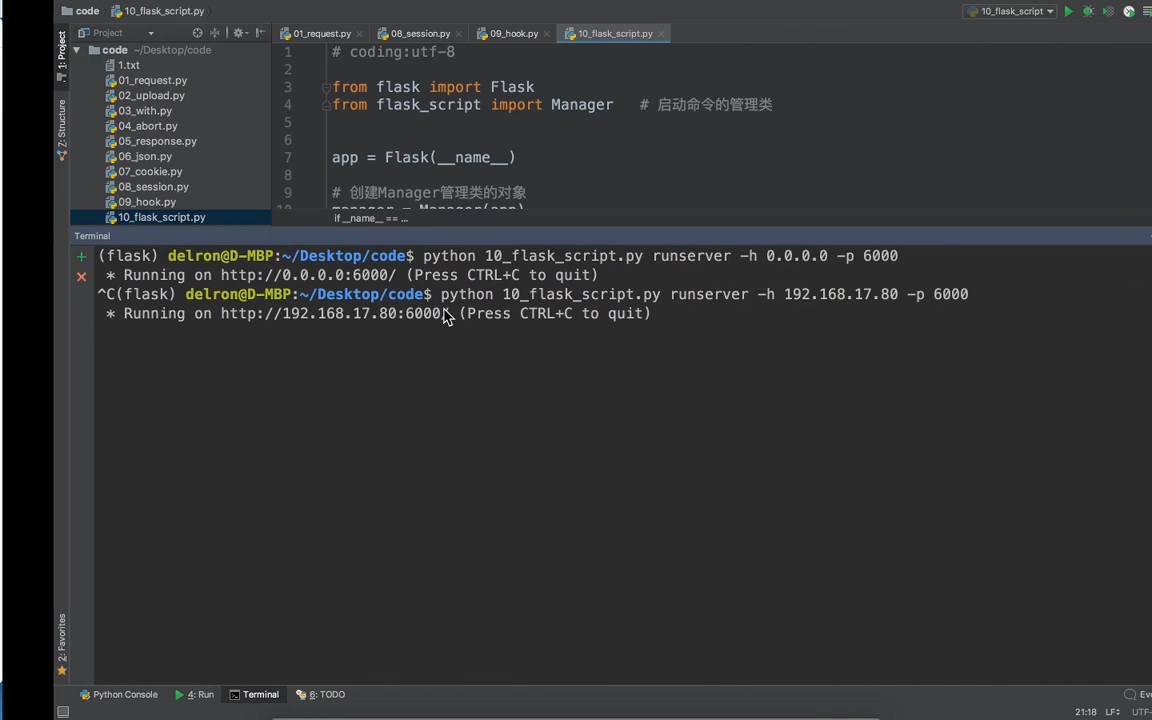 code 10_flask_script.py
10_flask_script
1: Project
Project
01_request.py
08_session.py
09_hook.py
10_flask_script.py
code ~/Desktop/code
1.txt
01_request.py
02_upload.py
03_with.py
04_abort.py
05_response.py
06_json.py
07_cookie.py
08_session.py
09_hook.py
10_flask_script.py
7: Structure
1 # coding:utf-8
2
3 from flask import Flask
4 from flask_script import Manager # 启动命令的管理类
5
6
7 app = Flask(__name__)
8
9 # 创建Manager管理类的对象
10 manager = Manager(app)
if __name__ == ...
Terminal
(flask) delron@D-MBP:~/Desktop/code$ python 10_flask_script.py runserver -h 0.0.0.0 -p 6000
* Running on http://0.0.0.0:6000/ (Press CTRL+C to quit)
^C(flask) delron@D-MBP:~/Desktop/code$ python 10_flask_script.py runserver -h 192.168.17.80 -p 6000
* Running on http://192.168.17.80:6000/ (Press CTRL+C to quit)
2: Favorites
Python Console
4: Run
Terminal
6: TODO
Eve
21:18 LF÷ UTF-